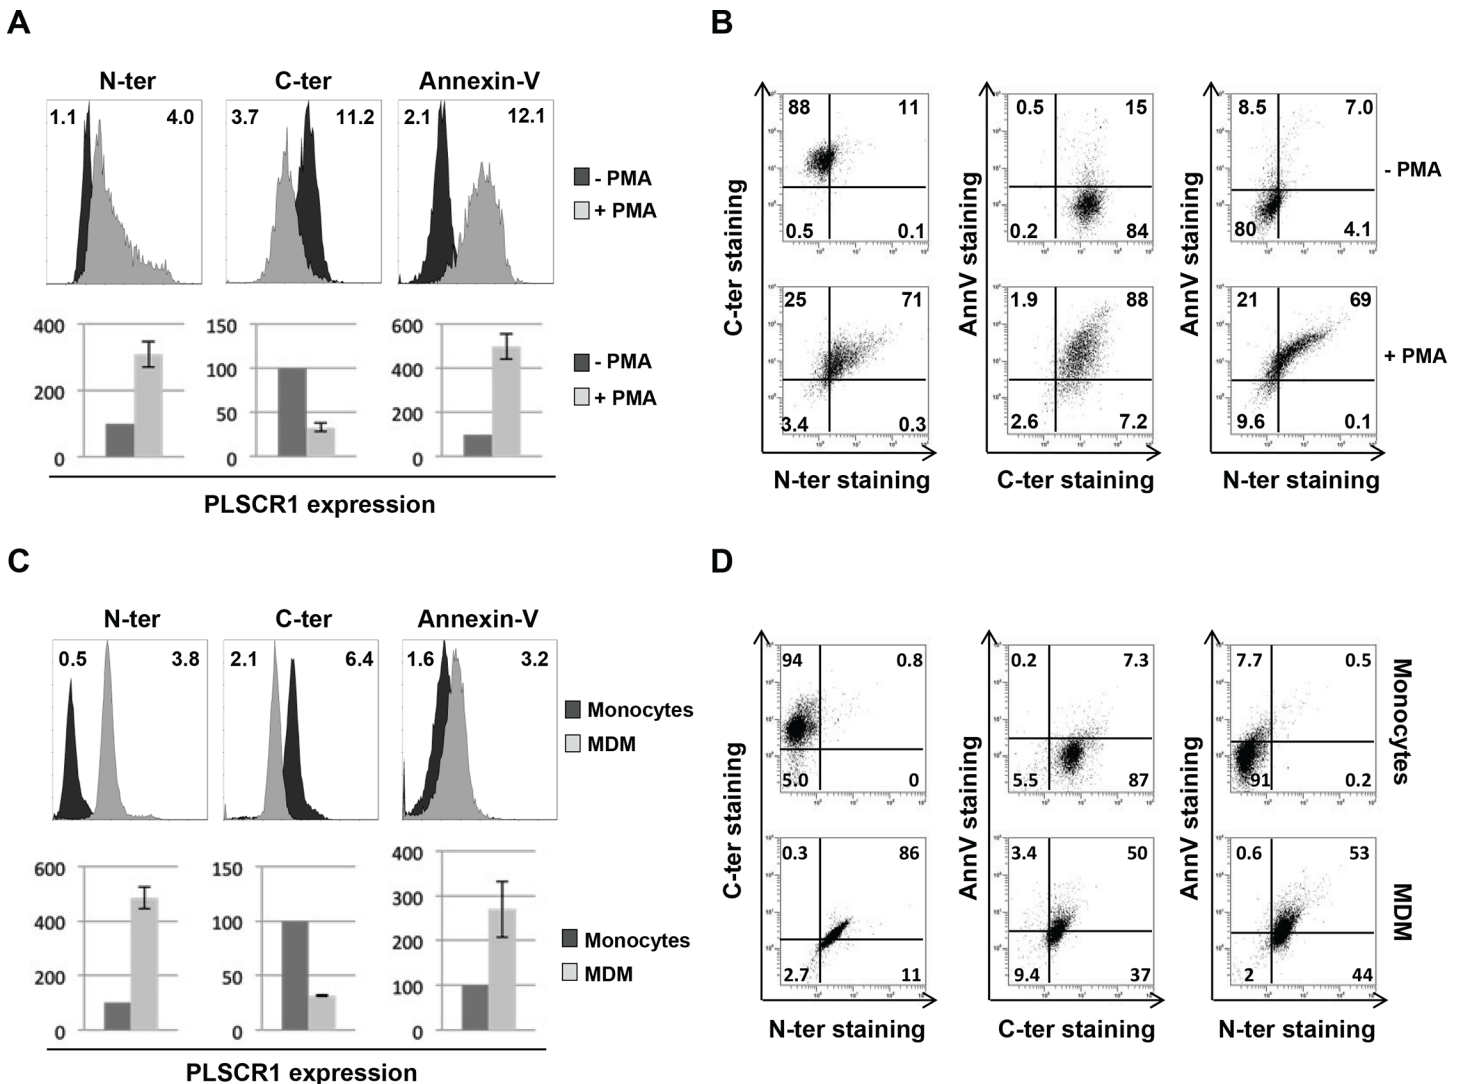 A
B
N-ter
C-ter
Annexin-V
1.1
4.0
3.7
11.2
2.1
12.1
- PMA
+ PMA
400
200
0
150
100
50
0
600
400
200
0
- PMA
+ PMA
PLSCR1 expression
88
11
0.5
0.1
0.5
15
0.2
84
8.5
7.0
80
4.1
- PMA
25
71
3.4
0.3
1.9
88
2.6
7.2
21
69
9.6
0.1
+ PMA
C-ter staining
AnnV staining
AnnV staining
N-ter staining
C-ter staining
N-ter staining
C
D
N-ter
C-ter
Annexin-V
0.5
3.8
2.1
6.4
1.6
3.2
Monocytes
MDM
600
400
200
0
150
100
50
0
400
300
200
100
0
Monocytes
MDM
PLSCR1 expression
94
0.8
5.0
0
0.2
7.3
5.5
87
7.7
0.5
91
0.2
Monocytes
0.3
86
2.7
11
3.4
50
9.4
37
0.6
53
2
44
MDM
C-ter staining
AnnV staining
AnnV staining
N-ter staining
C-ter staining
N-ter staining